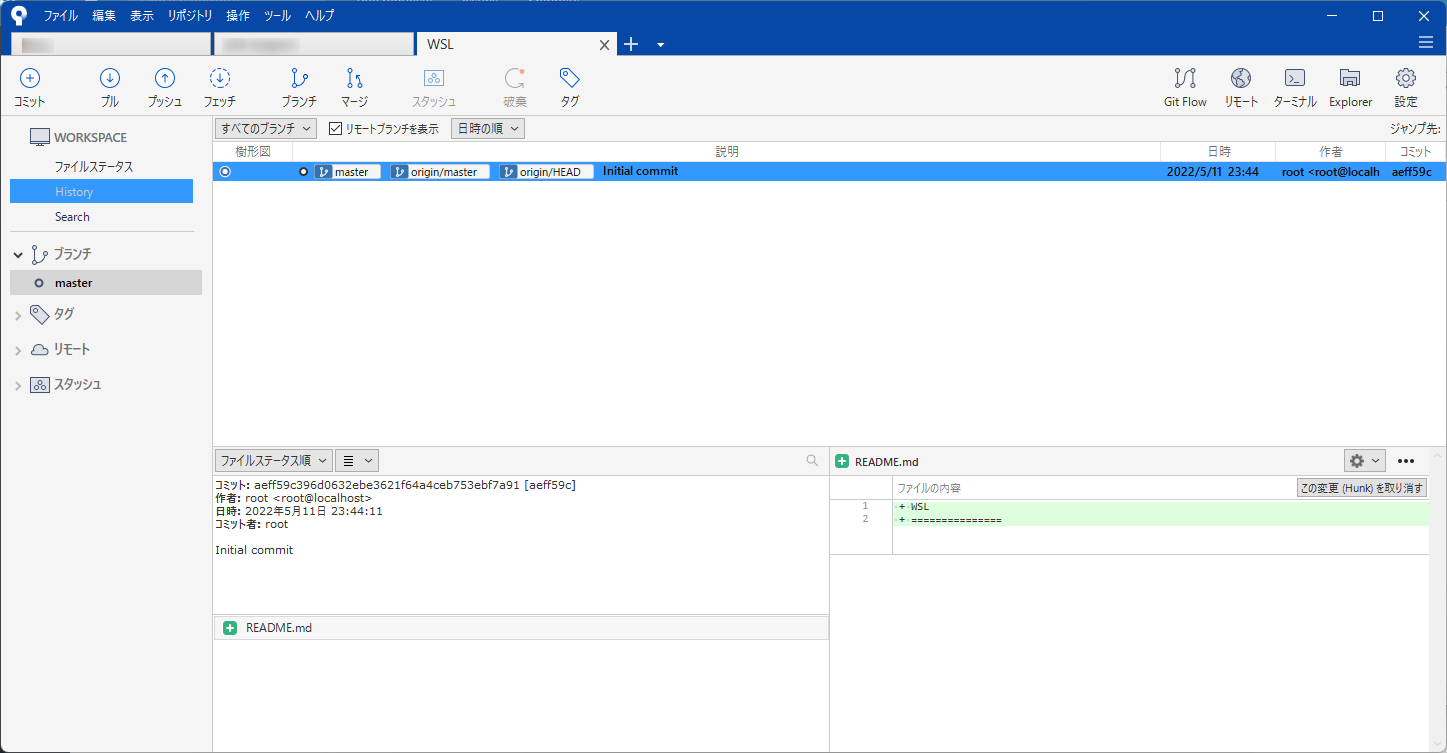 ファイル 編集 表示 リポジトリ 操作 ツール ヘルプ
WSL
コミット プル プッシュ フェッチ ブランチ マージ スタッシュ 破棄 タグ Git Flow リモート ターミナル Explorer 設定
WORKSPACE
ファイルステータス
History
Search
ブランチ
master
タグ
リモート
スタッシュ
すべてのブランチ リモートブランチを表示 日時の順 ジャンプ先:
樹形図 説明 日時 作者 コミット
master origin/master origin/HEAD Initial commit 2022/5/11 23:44 root <root@localh aeff59c
ファイルステータス順
コミット: aeff59c396d0632ebe3621f64a4ceb753ebf7a91 [aeff59c]
作者: root <root@localhost>
日時: 2022年5月11日 23:44:11
コミット者: root
Initial commit
README.md
README.md
ファイルの内容 この変更 (Hunk) を取り消す
1 + WSL
2 + ===============